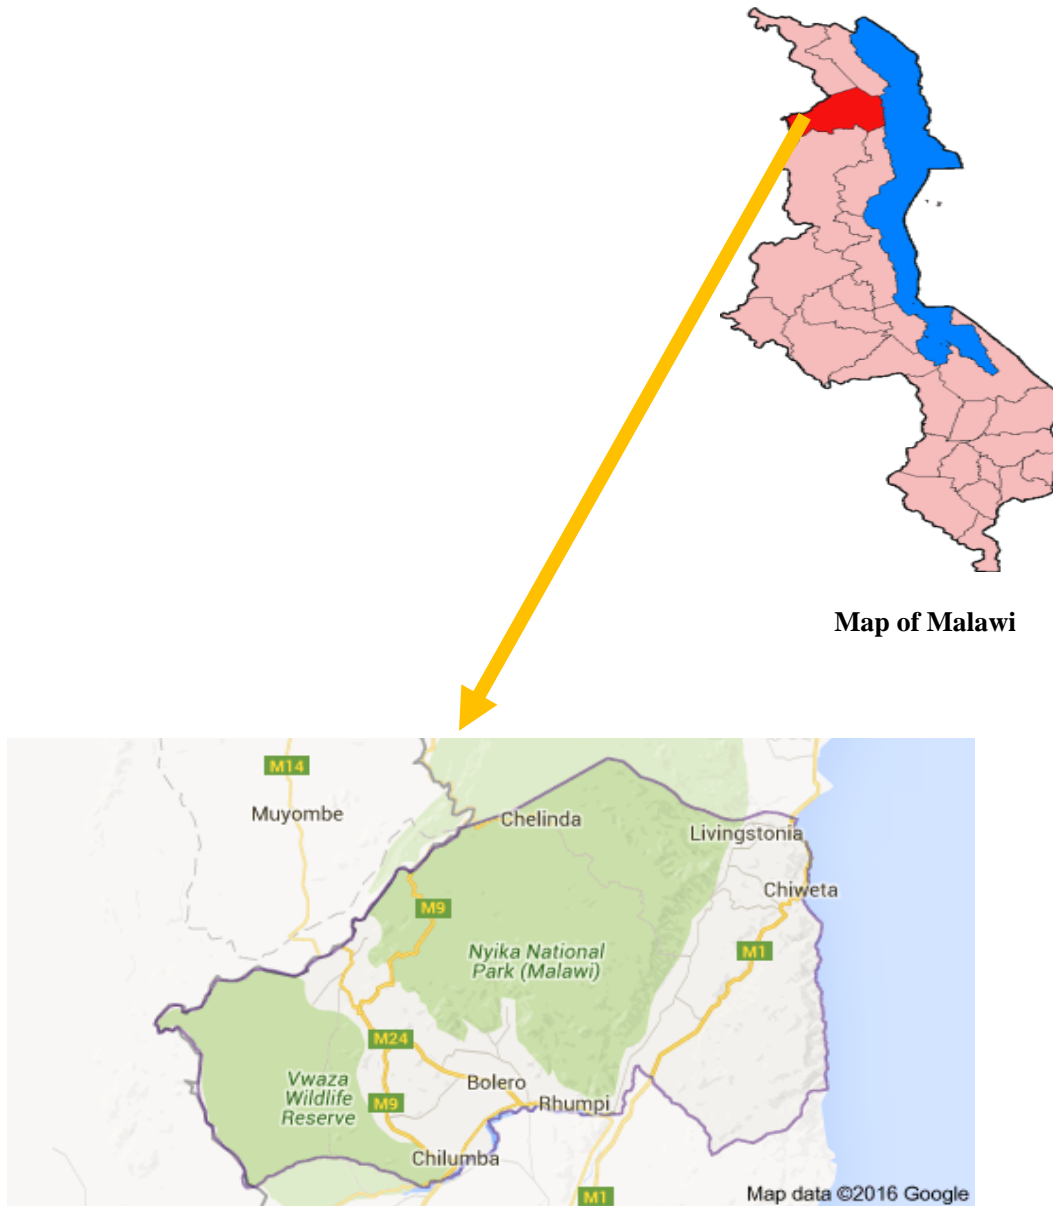 Map of Malawi
M14
Muyombe
Chelinda
Livingstonia
Chiweta
M9
Nyika National
Park (Malawi)
M1
M24
Vwaza
Wildlife
Reserve
Bolero
M9
Rhumpi
Chilumba
M1
Map data ©2016 Google